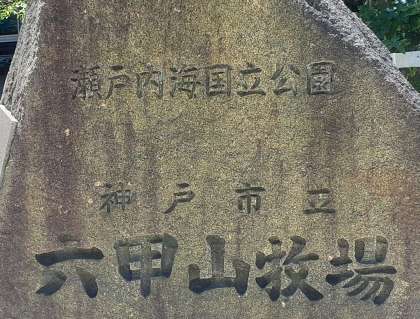 瀬戸内海国立公園
神戸市立
六甲山牧場